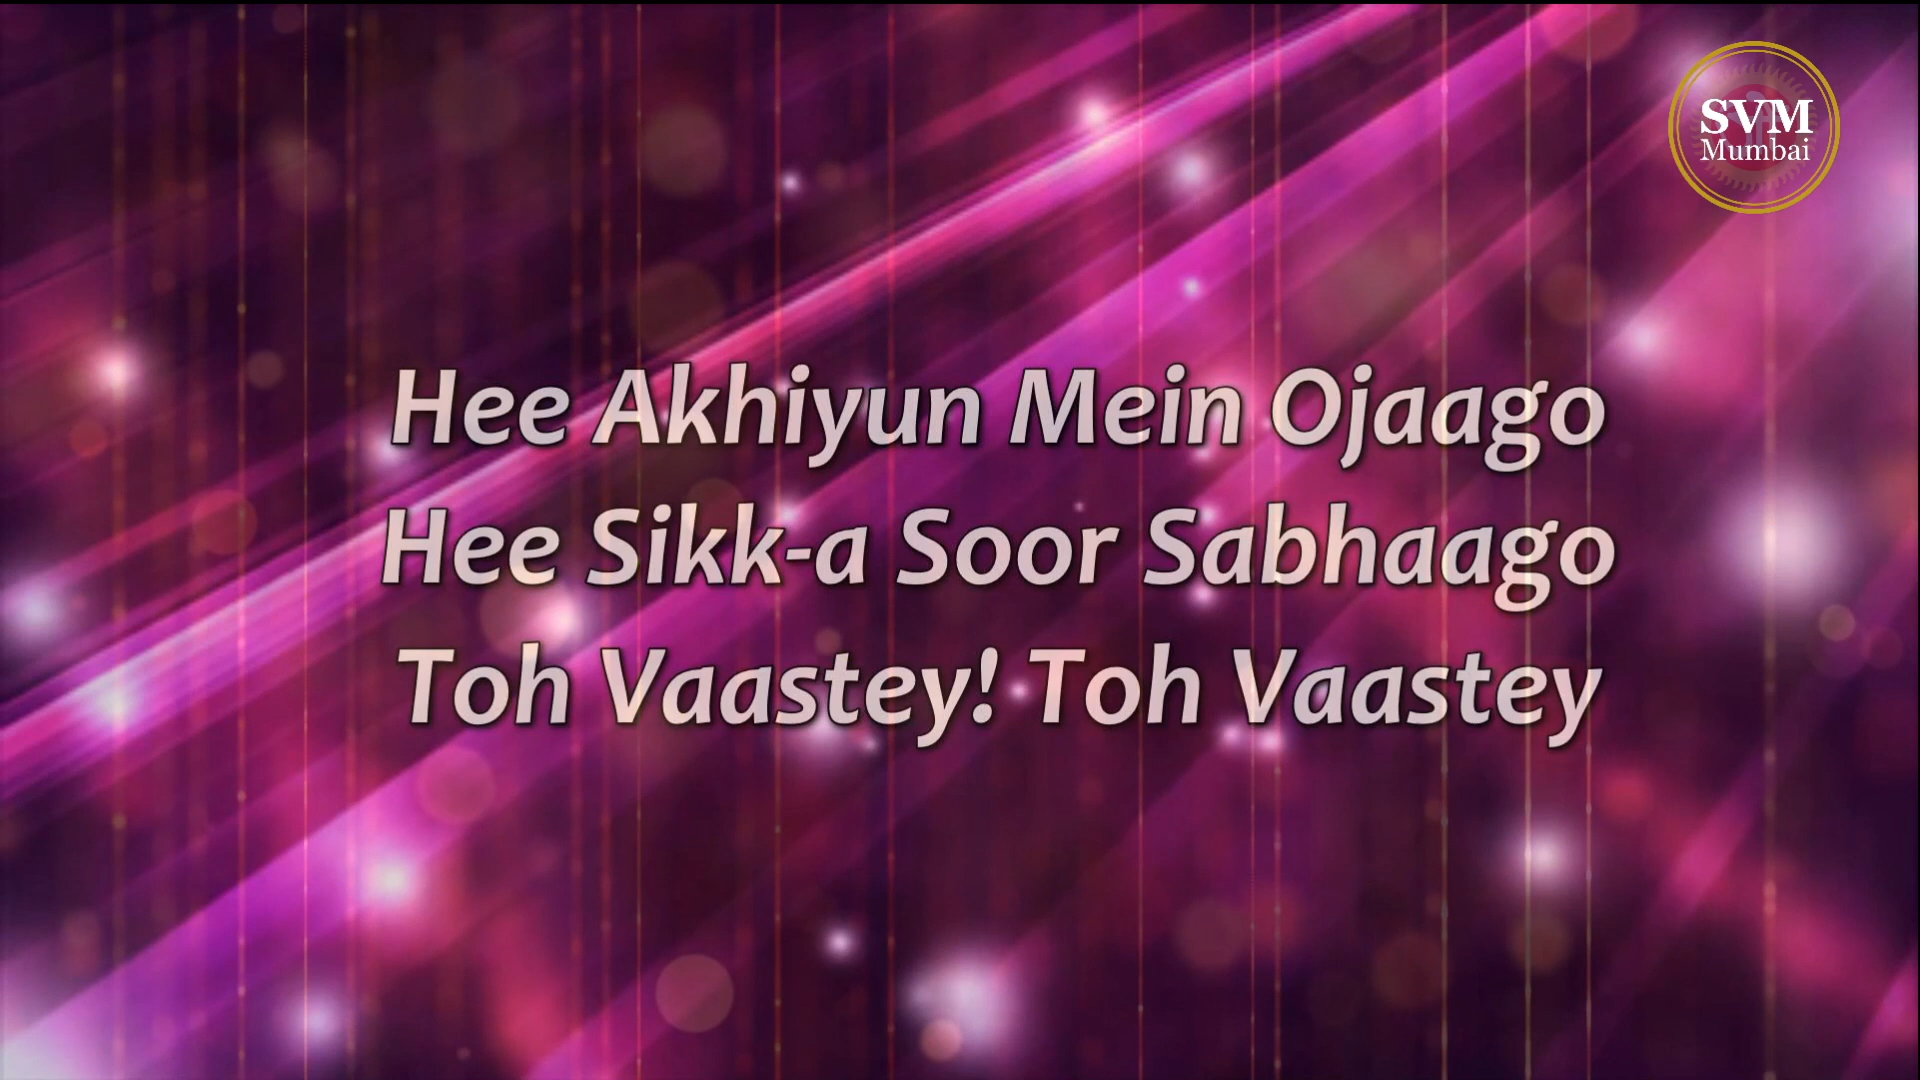 SVM
Mumbai
Hee Akhiyun Mein Ojaago
Hee Sikk-a Soor Sabhaago
Toh Vaastey! Toh Vaastey